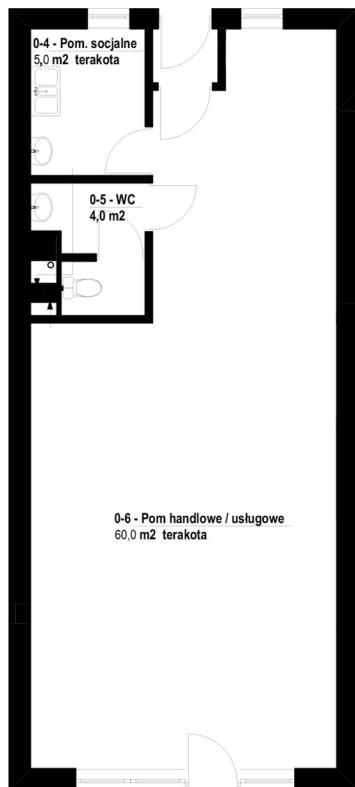 0-4 - Pom. socjalne
5,0 m2 terakota
0-5 - WC
4,0 m2
0-6 - Pom handlowe / usługowe
60,0 m2 terakota